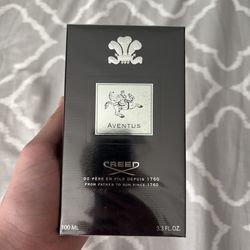 AVENTUS
CREED
DE PÈRE EN FILS DEPUIS 1760
FROM FATHER TO SON SINCE 1760
100 ML
3.3 FL.OZ.